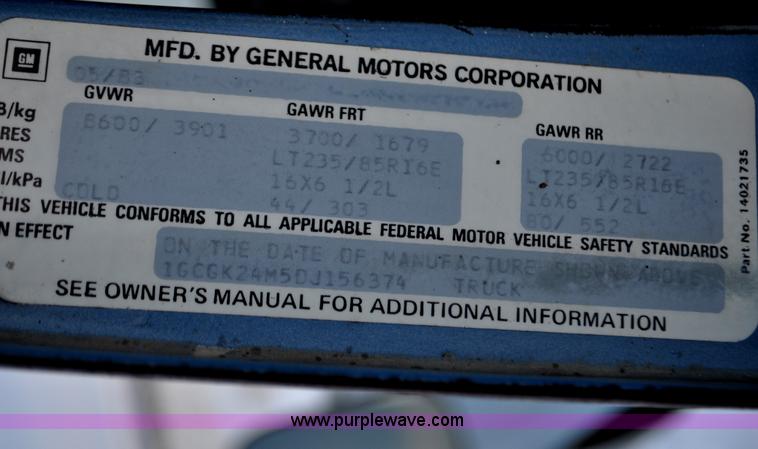 GM
MFD. BY GENERAL MOTORS CORPORATION
05/83
GVWR GAWR FRT GAWR RR
B/kg 8600/ 3901 3700/ 1679 6000/ 2722
RES LT235/85R16E LT235/85R16E
MS 16X6 1/2L 16X6 1/2L
I/kPa COLD 44/ 303 80/ 552
THIS VEHICLE CONFORMS TO ALL APPLICABLE FEDERAL MOTOR VEHICLE SAFETY STANDARDS
N EFFECT ON THE DATE OF MANUFACTURE SHOWN ABOVE
1GCGK24M5DJ156374 TRUCK
SEE OWNER'S MANUAL FOR ADDITIONAL INFORMATION
Part No. 14021735
www.purplewave.com